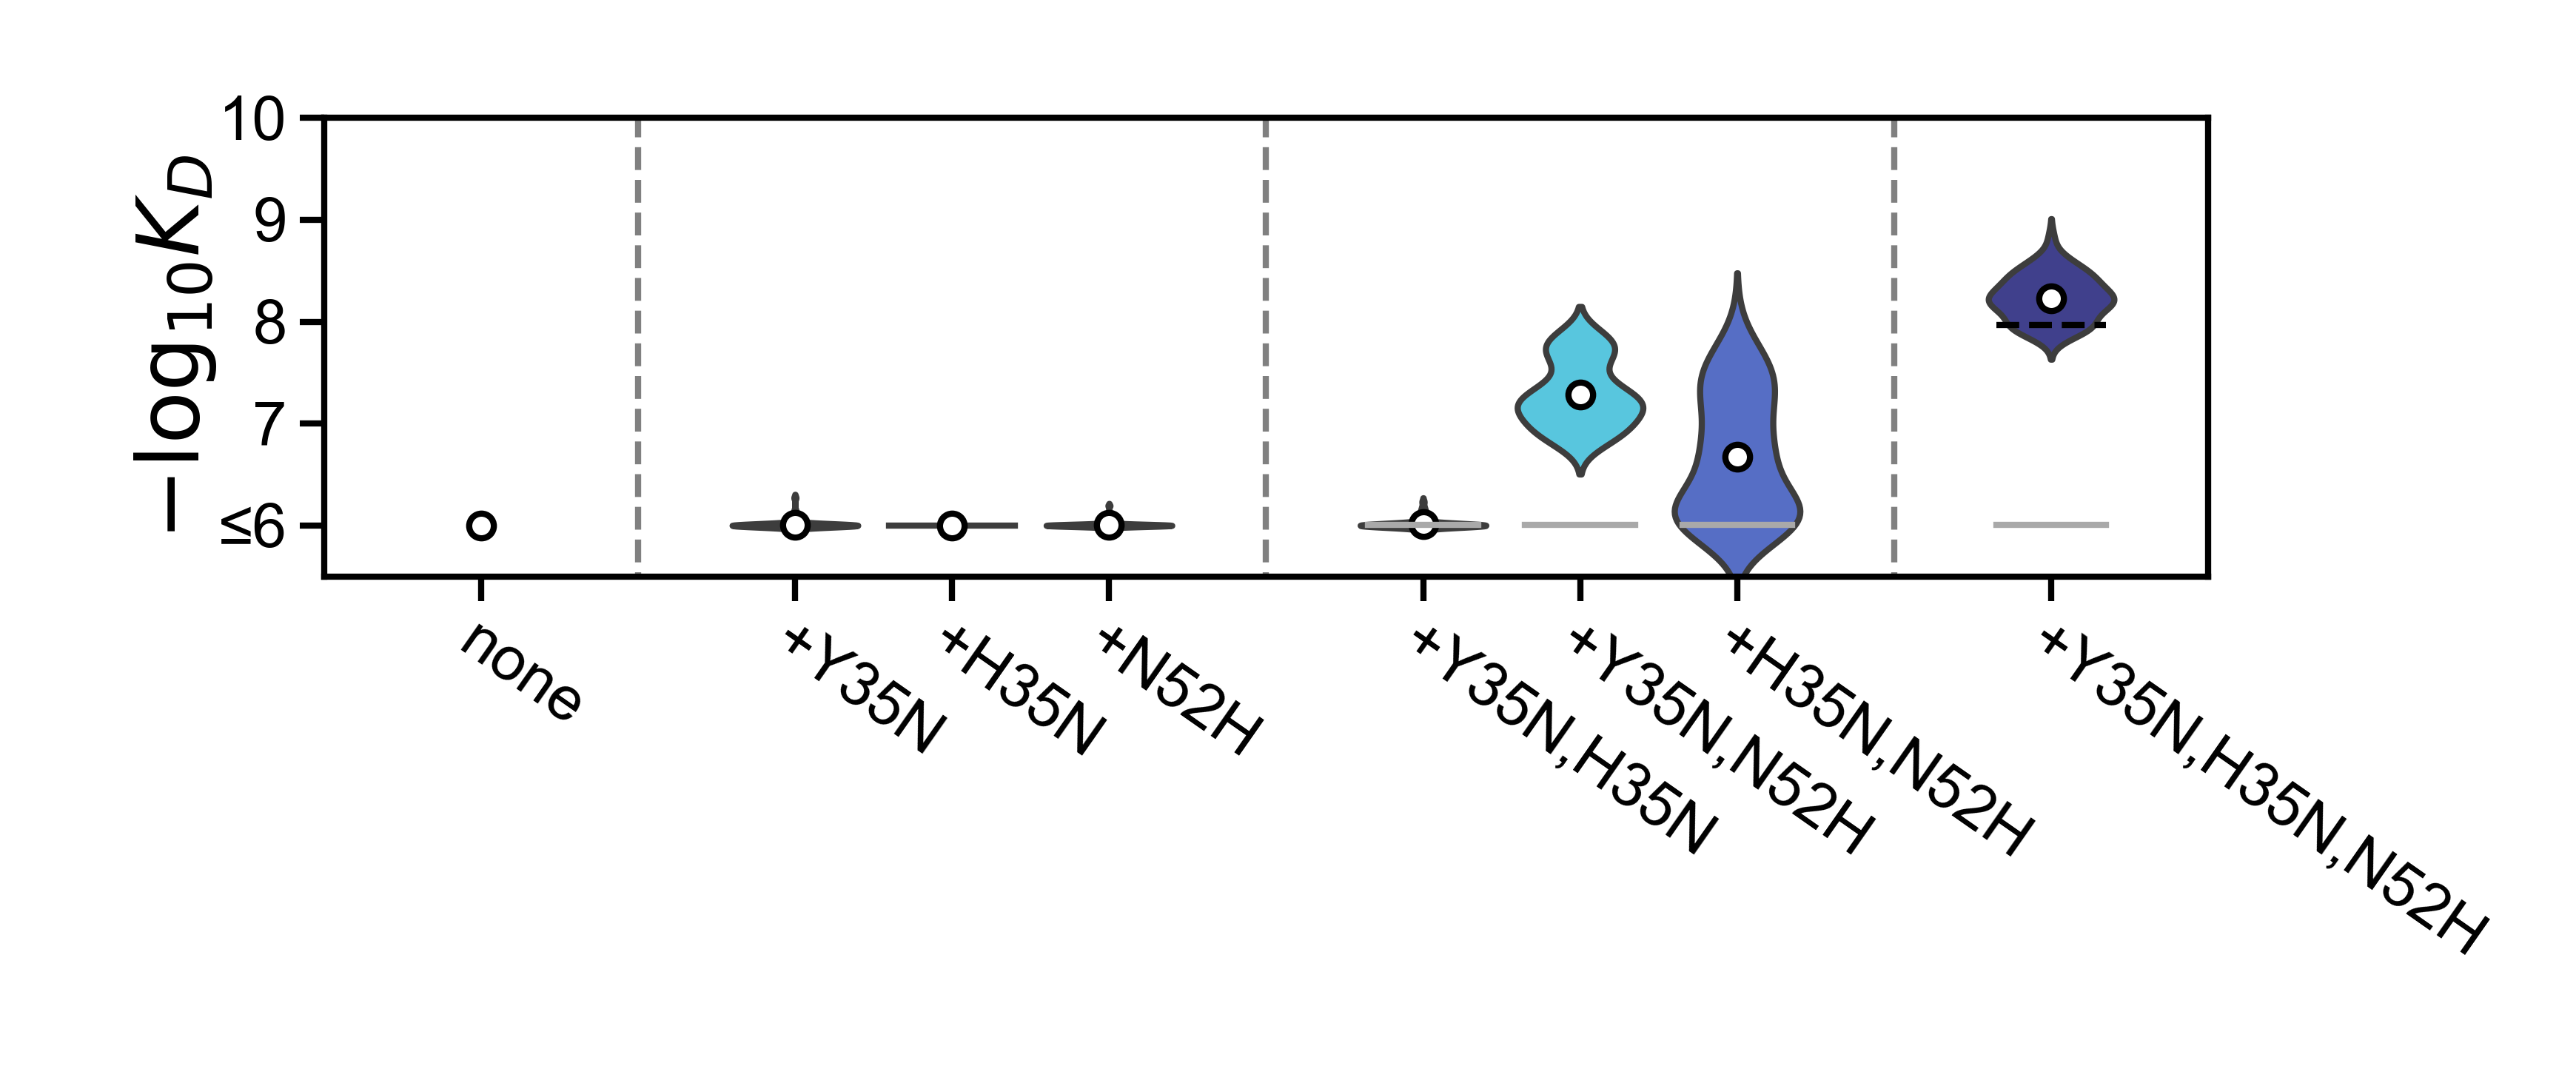 −log10KD
10
9
8
7
≤6
none
+Y35N
+H35N
+N52H
+Y35N,H35N
+Y35N,N52H
+H35N,N52H
+Y35N,H35N,N52H